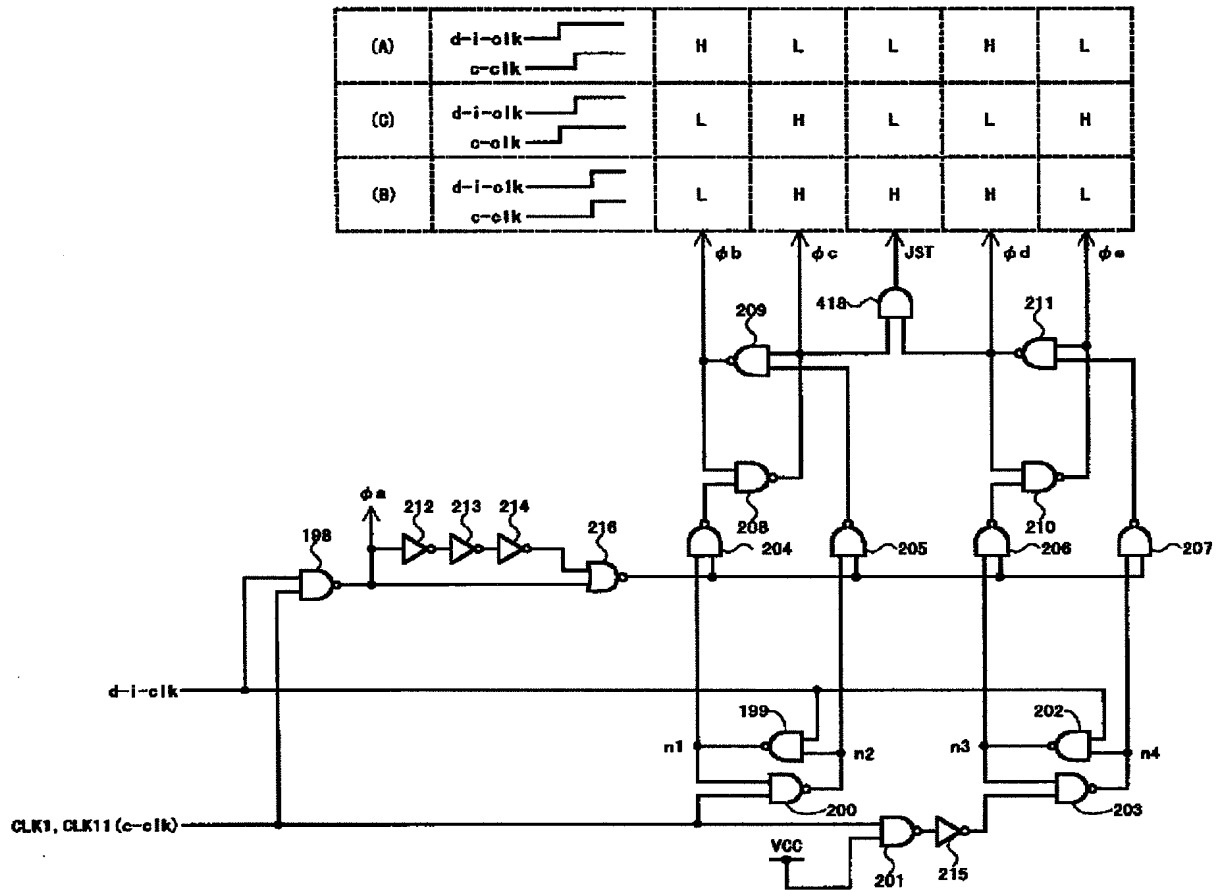 (A) d-i-clk H L L H L
c-clk
(C) d-i-clk L H L L H
c-clk
(B) d-i-clk L H H H L
c-clk
φb φc JST φd φe
418
209 211
208 210
φa
212 213 214
198 216
204 205 206 207
d-i-clk
199 202
n1 n2 n3 n4
200 203
CLK1, CLK11(c-clk)
VCC
201 215